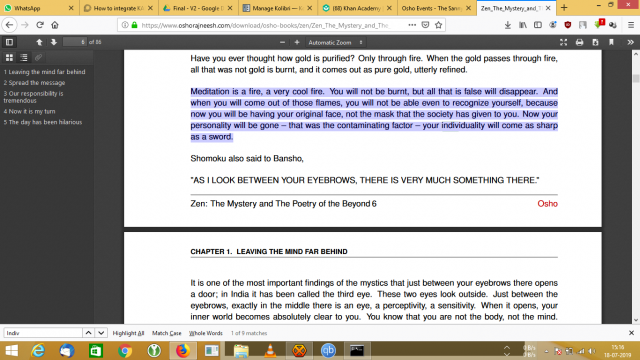 WhatsApp
How to integrate Ko
Final - V2 - Google
Manage Kolibri —
(68) Khan Academy
Osho Events - The Sann
Zen_The_Mystery_and_Th
https://www.oshorajneesh.com/download/osho-books/zen/Zen_The_Mystery_and_The
6 of 86
Automatic Zoom
1 Leaving the mind far behind
2 Spread the message
3 Our responsibility is
tremendous
4 Now it is my turn
5 The day has been hilarious
Have you ever thought how gold is purified? Only through fire. When the gold passes through fire,
all that was not gold is burnt, and it comes out as pure gold, utterly refined.
Meditation is a fire, a very cool fire. You will not be burnt, but all that is false will disappear. And
when you will come out of those flames, you will not be able even to recognize yourself, because
now you will be having your original face, not the mask that the society has given to you. Now your
personality will be gone – that was the contaminating factor – your individuality will come as sharp
as a sword.
Shomoku also said to Bansho,
“AS I LOOK BETWEEN YOUR EYEBROWS, THERE IS VERY MUCH SOMETHING THERE.”
Zen: The Mystery and The Poetry of the Beyond 6 Osho
CHAPTER 1. LEAVING THE MIND FAR BEHIND
It is one of the most important findings of the mystics that just between your eyebrows there opens
a door; in India it has been called the third eye. These two eyes look outside. Just between the
eyebrows, exactly in the middle there is an eye, a perceptivity, a sensitivity. When it opens, your
inner world becomes absolutely clear to you. You know that you are not the body, not the mind.
Indiv
Highlight All Match Case Whole Words 1 of 9 matches
15:16
18-07-2019